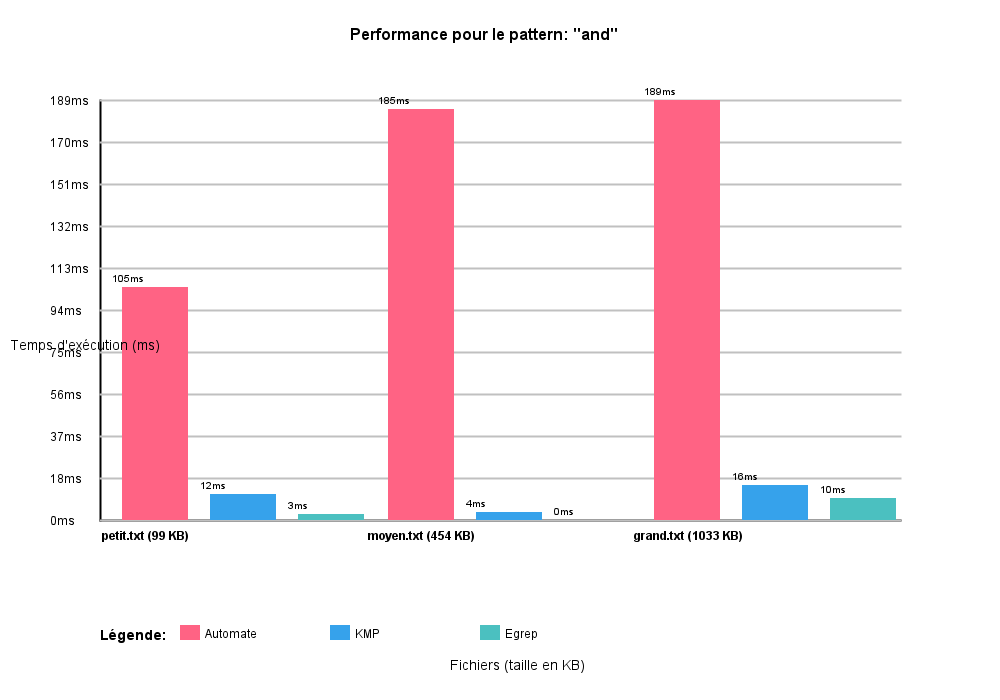 Performance pour le pattern: "and"
189ms
170ms
151ms
132ms
113ms
94ms
75ms
56ms
37ms
18ms
0ms
Temps d'exécution (ms)
105ms
12ms
3ms
185ms
4ms
0ms
189ms
16ms
10ms
petit.txt (99 KB)
moyen.txt (454 KB)
grand.txt (1033 KB)
Légende:
Automate
KMP
Egrep
Fichiers (taille en KB)